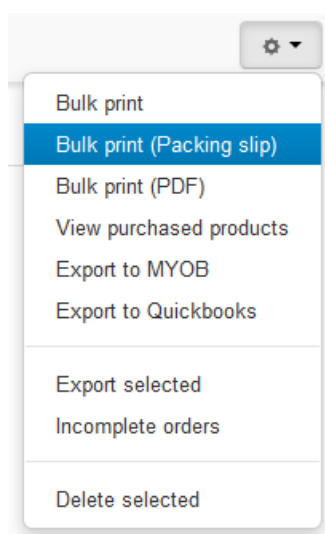 Bulk print
Bulk print (Packing slip)
Bulk print (PDF)
View purchased products
Export to MYOB
Export to Quickbooks
Export selected
Incomplete orders
Delete selected